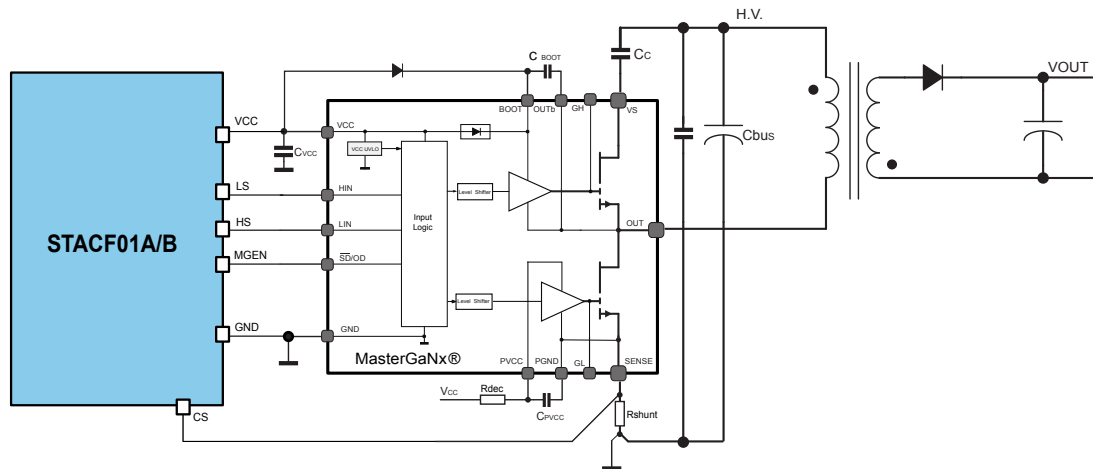 H.V.
C BOOT
CC
VOUT
BOOT
OUTb
GH
VS
VCC
VCC
CVCC
VCC UVLO
Cbus
LS
HIN
Level Shifter
Input
Logic
HS
LIN
OUT
STACF01A/B
MGEN
SD/OD
Level Shifter
GND
GND
MasterGaNx®
PVCC
PGND
GL
SENSE
VCC
Rdec
CPVCC
Rshunt
CS